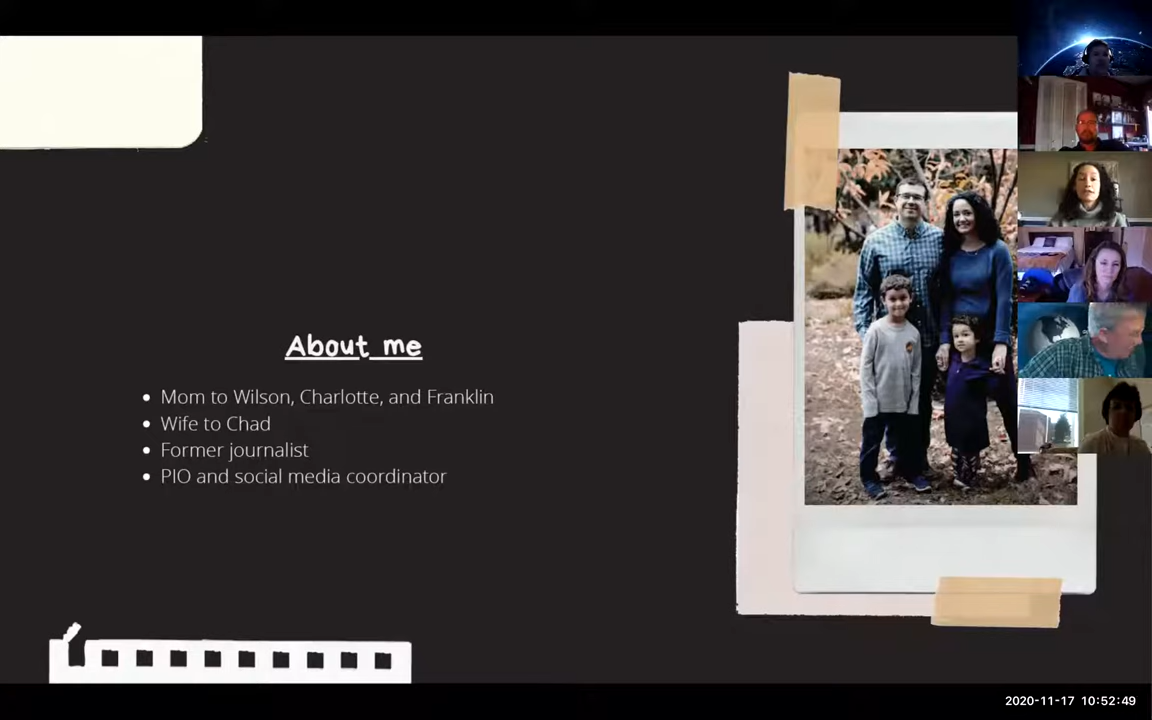 About me
Mom to Wilson, Charlotte, and Franklin
Wife to Chad
Former journalist
PIO and social media coordinator
2020-11-17 10:52:49